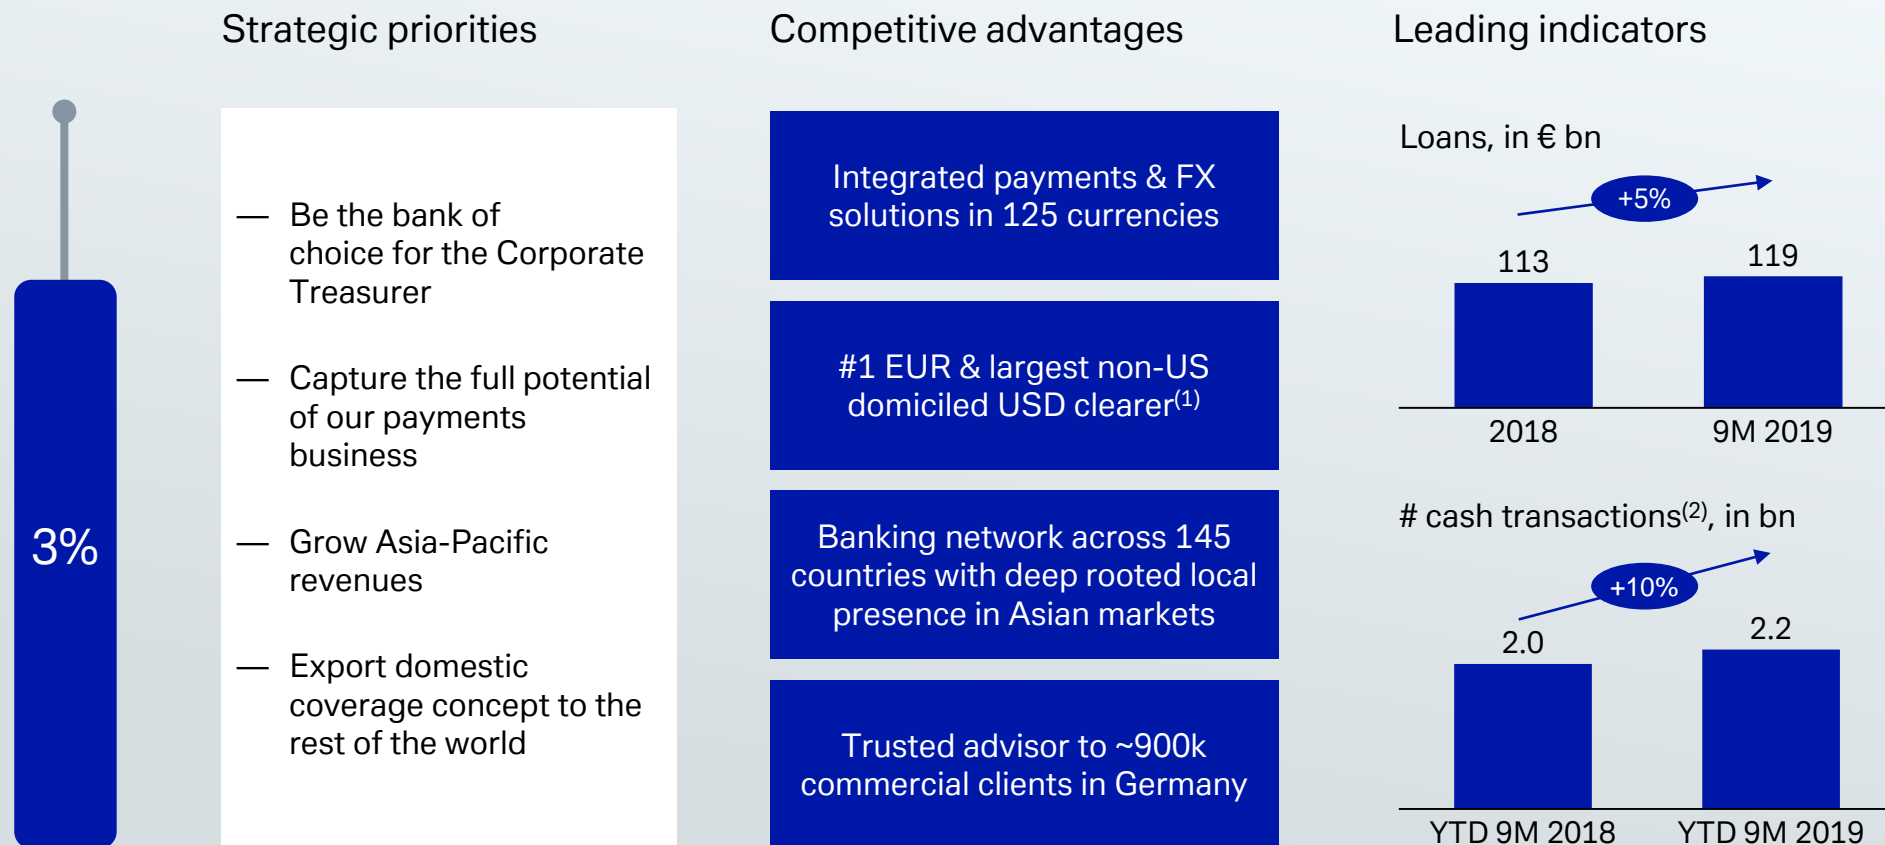 Strategic priorities
Competitive advantages
Leading indicators
3%
— Be the bank of
choice for the Corporate
Treasurer
— Capture the full potential
of our payments
business
— Grow Asia-Pacific
revenues
— Export domestic
coverage concept to the
rest of the world
Integrated payments & FX
solutions in 125 currencies
#1 EUR & largest non-US
domiciled USD clearer(1)
Banking network across 145
countries with deep rooted local
presence in Asian markets
Trusted advisor to ~900k
commercial clients in Germany
Loans, in € bn
+5%
113
119
2018
9M 2019
# cash transactions(2), in bn
+10%
2.0
2.2
YTD 9M 2018
YTD 9M 2019